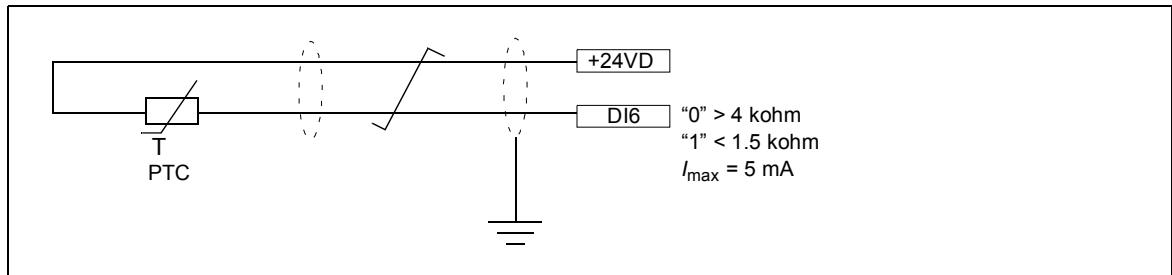 +24VD
DI6 "0" > 4 kohm
"1" < 1.5 kohm
Imax = 5 mA
T
PTC